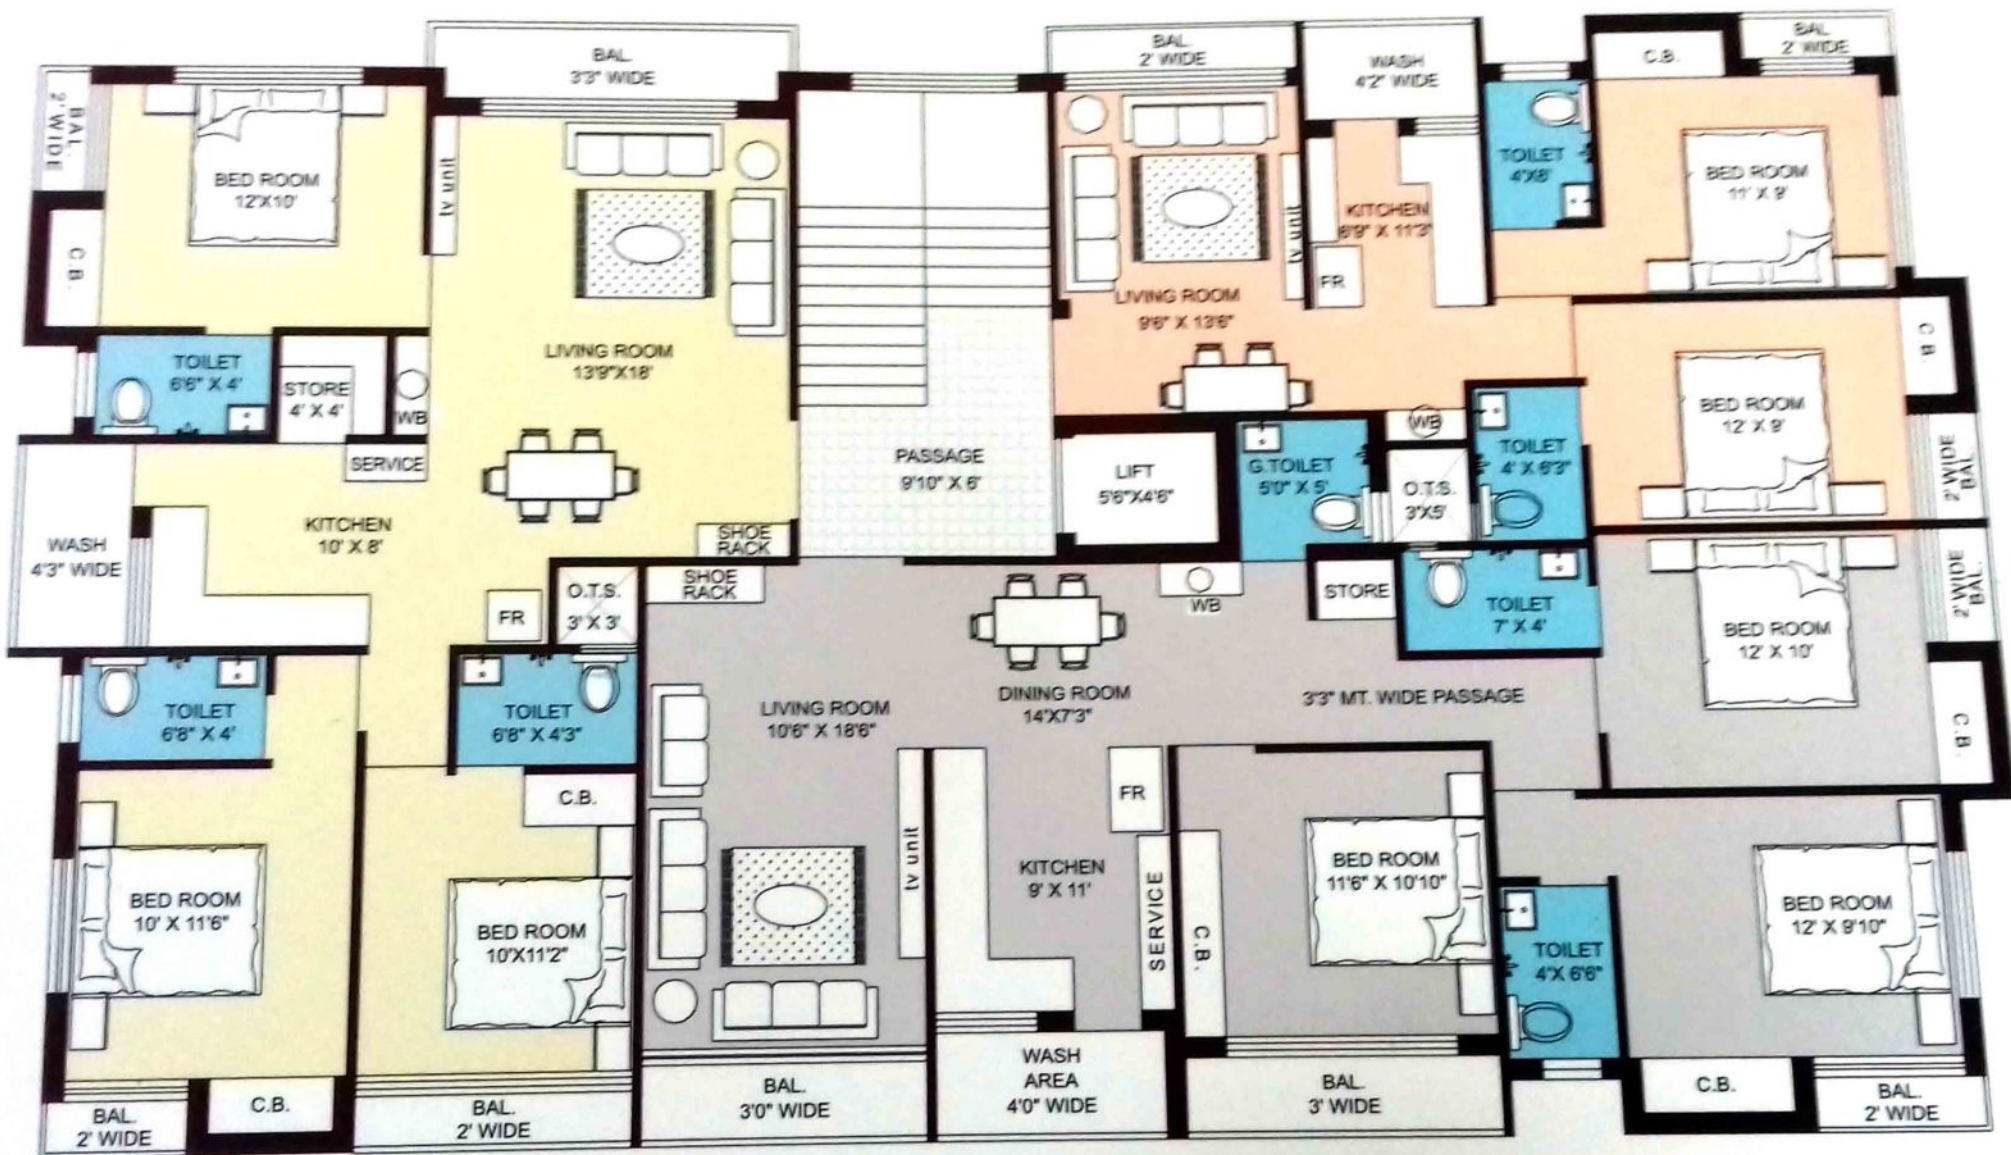 BAL.
3'3" WIDE
BAL.
2' WIDE
WASH
4'2" WIDE
C.B.
BAL
2' WIDE
BAL.
2' WIDE
BED ROOM
12'X10'
tv unit
TOILET
4'X8'
BED ROOM
11' X 9'
KITCHEN
6'9" X 11'3"
tv unit
C.B.
FR
LIVING ROOM
9'6" X 13'6"
LIVING ROOM
13'9"X18'
C.B.
TOILET
6'6" X 4'
STORE
4' X 4'
WB
BED ROOM
12' X 9'
WB
SERVICE
PASSAGE
9'10" X 6'
LIFT
5'6"X4'6"
G.TOILET
5'0" X 5'
O.T.S.
3'X5'
TOILET
4' X 6'3"
2' WIDE
BAL.
KITCHEN
10' X 8'
SHOE
RACK
WASH
4'3" WIDE
FR
O.T.S.
3' X 3'
SHOE
RACK
WB
STORE
TOILET
7' X 4'
BED ROOM
12' X 10'
2' WIDE
BAL.
TOILET
6'8" X 4'
TOILET
6'8" X 4'3"
LIVING ROOM
10'6" X 18'6"
DINING ROOM
14'X7'3"
3'3" MT. WIDE PASSAGE
C.B.
C.B.
FR
tv unit
BED ROOM
10' X 11'6"
BED ROOM
10'X11'2"
KITCHEN
9' X 11'
SERVICE
C.B.
BED ROOM
11'6" X 10'10"
BED ROOM
12' X 9'10"
TOILET
4'X 6'6"
BAL.
2' WIDE
C.B.
BAL.
2' WIDE
BAL.
3'0" WIDE
WASH
AREA
4'0" WIDE
BAL.
3' WIDE
C.B.
BAL.
2' WIDE